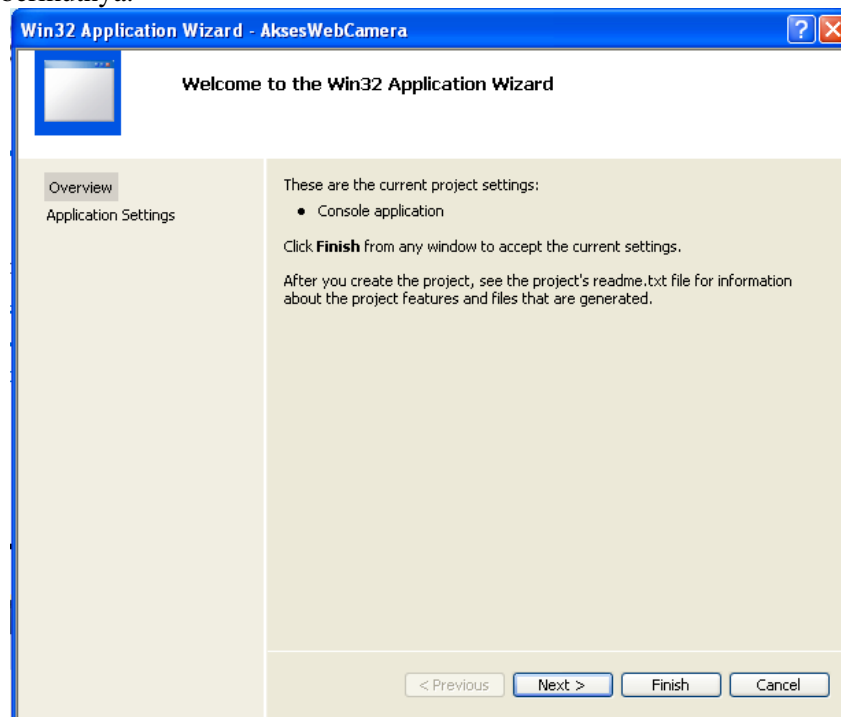 berikutnya.
Win32 Application Wizard - AksesWebCamera
Welcome to the Win32 Application Wizard
Overview
Application Settings
These are the current project settings:
• Console application
Click Finish from any window to accept the current settings.
After you create the project, see the project's readme.txt file for information
about the project features and files that are generated.
< Previous
Next >
Finish
Cancel